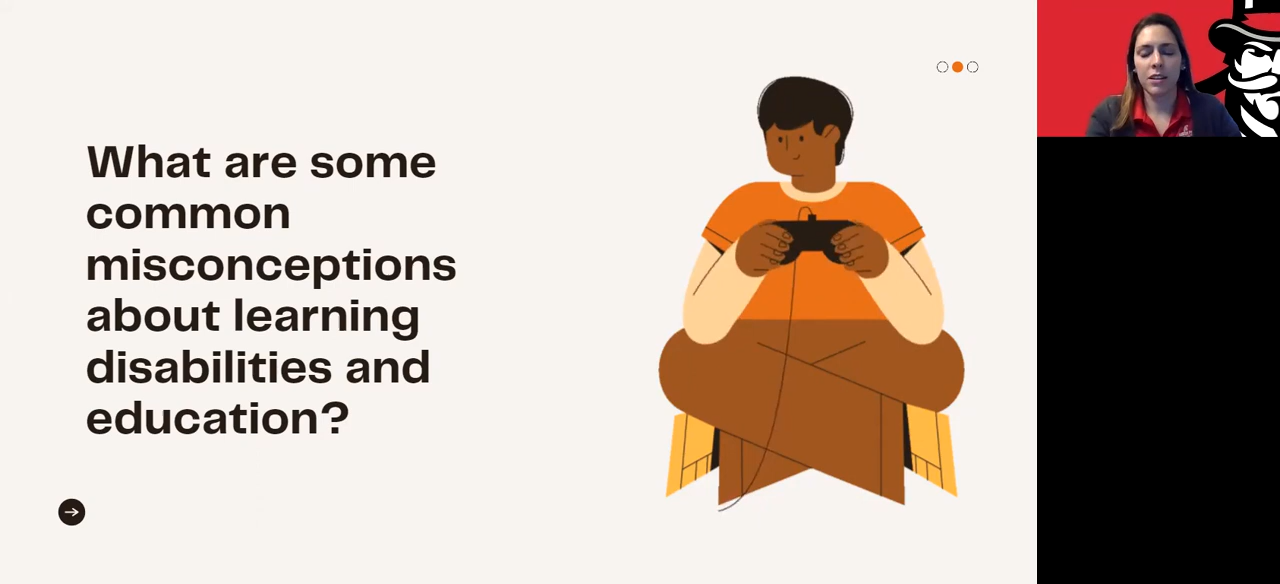 What are some
common
misconceptions
about learning
disabilities and
education?